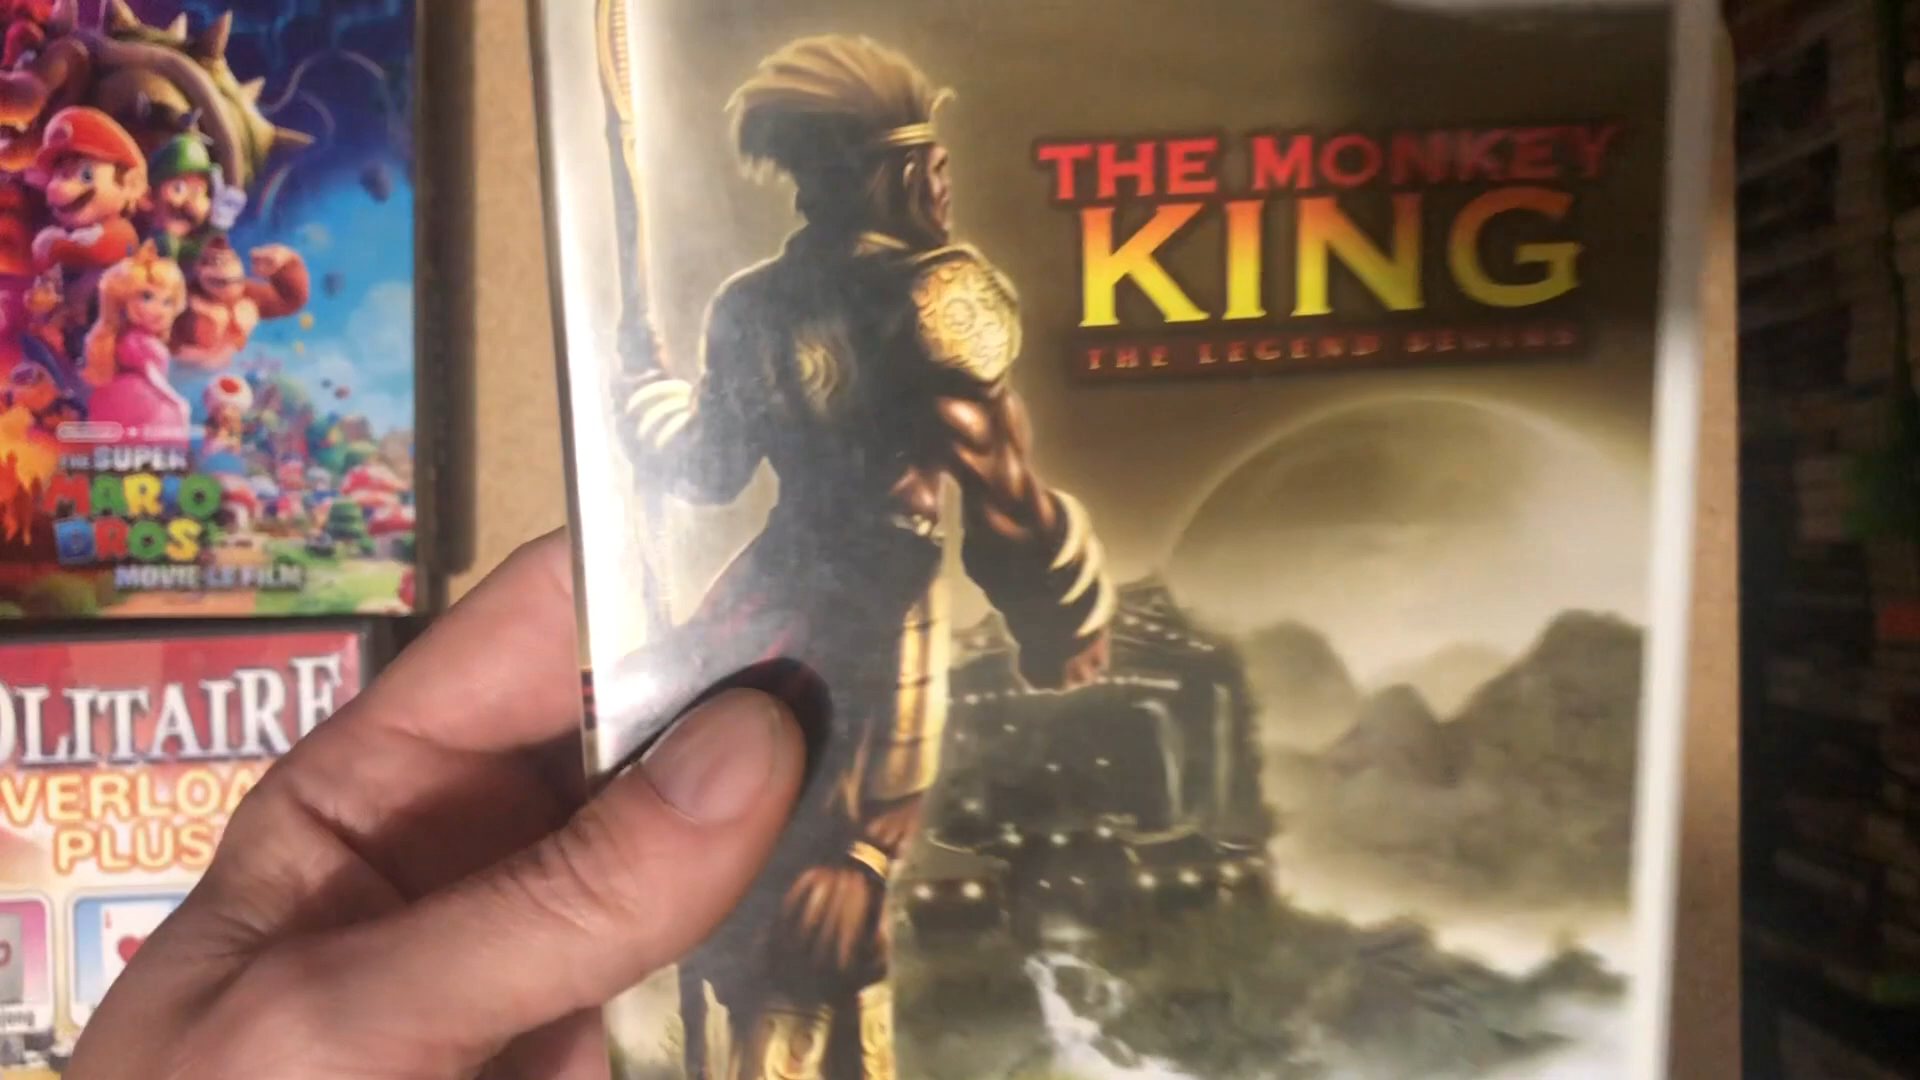 THE MONKEY
KING
THE LEGEND BEGINS
THE SUPER
MARIO
BROS
MOVIE LE FILM
OLITAIRE
VERLOA
PLUS